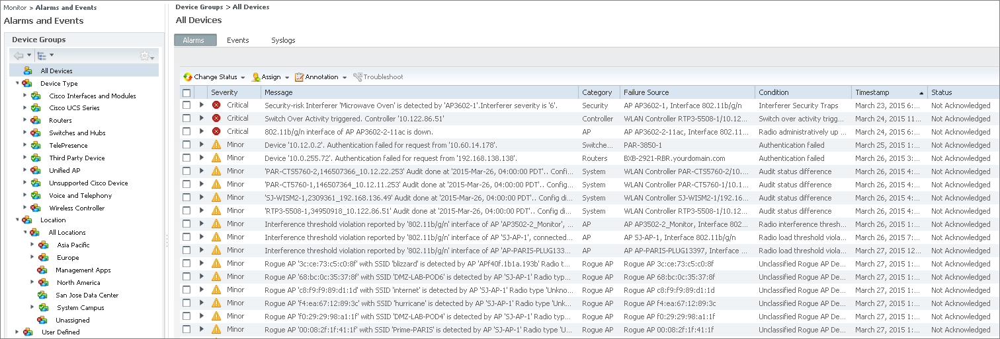 Monitor > Alarms and Events
Alarms and Events
Device Groups
All Devices
Device Type
Cisco Interfaces and Modules
Cisco UCS Series
Routers
Switches and Hubs
TelePresence
Third Party Device
Unified AP
Unsupported Cisco Device
Voice and Telephony
Wireless Controller
Location
All Locations
Asia Pacific
Europe
Management Apps
North America
San Jose Data Center
System Campus
Unassigned
User Defined
Device Groups > All Devices
All Devices
Alarms Events Syslogs
Change Status Assign Annotation Troubleshoot
Severity Message Category Failure Source Condition Timestamp Status
Critical Security-risk Interferer 'Microwave Oven' is detected by 'AP3602-1'.Interferer severity is '6'. Security AP AP3602-1, Interface 802.11b/g/n Interferer Security Traps March 23, 2015 6:... Not Acknowledged
Critical Switch Over Activity triggered. Controller '10.122.86.51' Controller WLAN Controller RTP3-5508-1/10.12... Switch over activity trigg... March 24, 2015 11... Not Acknowledged
Critical 802.11b/g/n interface of AP AP3602-2-11ac is down. AP AP AP3602-2-11ac, Interface 802.11... Radio administratively up ... March 24, 2015 6:... Not Acknowledged
Minor Device '10.12.0.2'. Authentication failed for request from '10.60.14.178'. Switche... PAR-3850-1 Authentication failed March 25, 2015 1:... Not Acknowledged
Minor Device '10.0.255.72'. Authentication failed for request from '192.168.138.138'. Routers BXB-2921-RBR.yourdomain.com Authentication failed March 26, 2015 3:... Not Acknowledged
Minor 'PAR-CTS5760-2,146507366_10.12.22.253' Audit done at '2015-Mar-26, 04:00:00 PDT'.. Config... System WLAN Controller PAR-CTS5760-2/10... Audit status difference March 26, 2015 4:... Not Acknowledged
Minor 'PAR-CT5760-1,146507364_10.12.11.253' Audit done at '2015-Mar-26, 04:00:00 PDT'.. Config ... System WLAN Controller PAR-CT5760-1/10.1... Audit status difference March 26, 2015 4:... Not Acknowledged
Minor 'SJ-WISM2-1,2309361_192.168.136.49' Audit done at '2015-Mar-26, 04:00:00 PDT'.. Config di... System WLAN Controller SJ-WISM2-1/192.16... Audit status difference March 26, 2015 4:... Not Acknowledged
Minor 'RTP3-5508-1,34950918_10.122.86.51' Audit done at '2015-Mar-26, 04:00:00 PDT'.. Config di... System WLAN Controller RTP3-5508-1/10.12... Audit status difference March 26, 2015 4:... Not Acknowledged
Minor Interference threshold violation reported by '802.11b/g/n' interface of AP 'AP3502-2_Monitor', ... AP AP AP3502-2_Monitor, Interface 80... Radio interference thresh... March 26, 2015 4:... Not Acknowledged
Minor Interference threshold violation reported by '802.11b/g/n' interface of AP 'SJ-AP-1', connected... AP AP SJ-AP-1, Interface 802.11b/g/n Radio load threshold viola... March 26, 2015 7:... Not Acknowledged
Minor Interference threshold violation reported by '802.11b/g/n' interface of AP 'AP-PARIS-PLUG133... AP AP AP-PARIS-PLUG13397, Interface ... Radio load threshold viola... March 27, 2015 12... Not Acknowledged
Minor Rogue AP '3c:ce:73:c5:c0:8f' with SSID 'blizzard' is detected by AP 'APf40f.1b1a.193b' Radio t... Rogue AP Rogue AP 3c:ce:73:c5:c0:8f Unclassified Rogue AP De... March 27, 2015 1:... Not Acknowledged
Minor Rogue AP '68:bc:0c:35:37:8f' with SSID 'DMZ-LAB-POD6' is detected by AP 'SJ-AP-1' Radio typ... Rogue AP Rogue AP 68:bc:0c:35:37:8f Unclassified Rogue AP De... March 27, 2015 1:... Not Acknowledged
Minor Rogue AP 'c8:f9:f9:89:d1:1d' with SSID 'internet' is detected by AP 'SJ-AP-1' Radio type 'Unkno... Rogue AP Rogue AP c8:f9:f9:89:d1:1d Unclassified Rogue AP De... March 27, 2015 1:... Not Acknowledged
Minor Rogue AP 'f4:ea:67:12:89:3c' with SSID 'hurricane' is detected by AP 'SJ-AP-1' Radio type 'Unk... Rogue AP Rogue AP f4:ea:67:12:89:3c Unclassified Rogue AP De... March 27, 2015 1:... Not Acknowledged
Minor Rogue AP 'f0:29:29:98:a1:1f' with SSID 'DMZ-LAB-POD4' is detected by AP 'SJ-AP-1' Radio typ... Rogue AP Rogue AP f0:29:29:98:a1:1f Unclassified Rogue AP De... March 27, 2015 1:... Not Acknowledged
Minor Rogue AP '00:08:2f:1f:41:1f' with SSID 'Prime-PARIS' is detected by AP 'SJ-AP-1' Radio type 'U... Rogue AP Rogue AP 00:08:2f:1f:41:1f Unclassified Rogue AP De... March 27, 2015 1:... Not Acknowledged